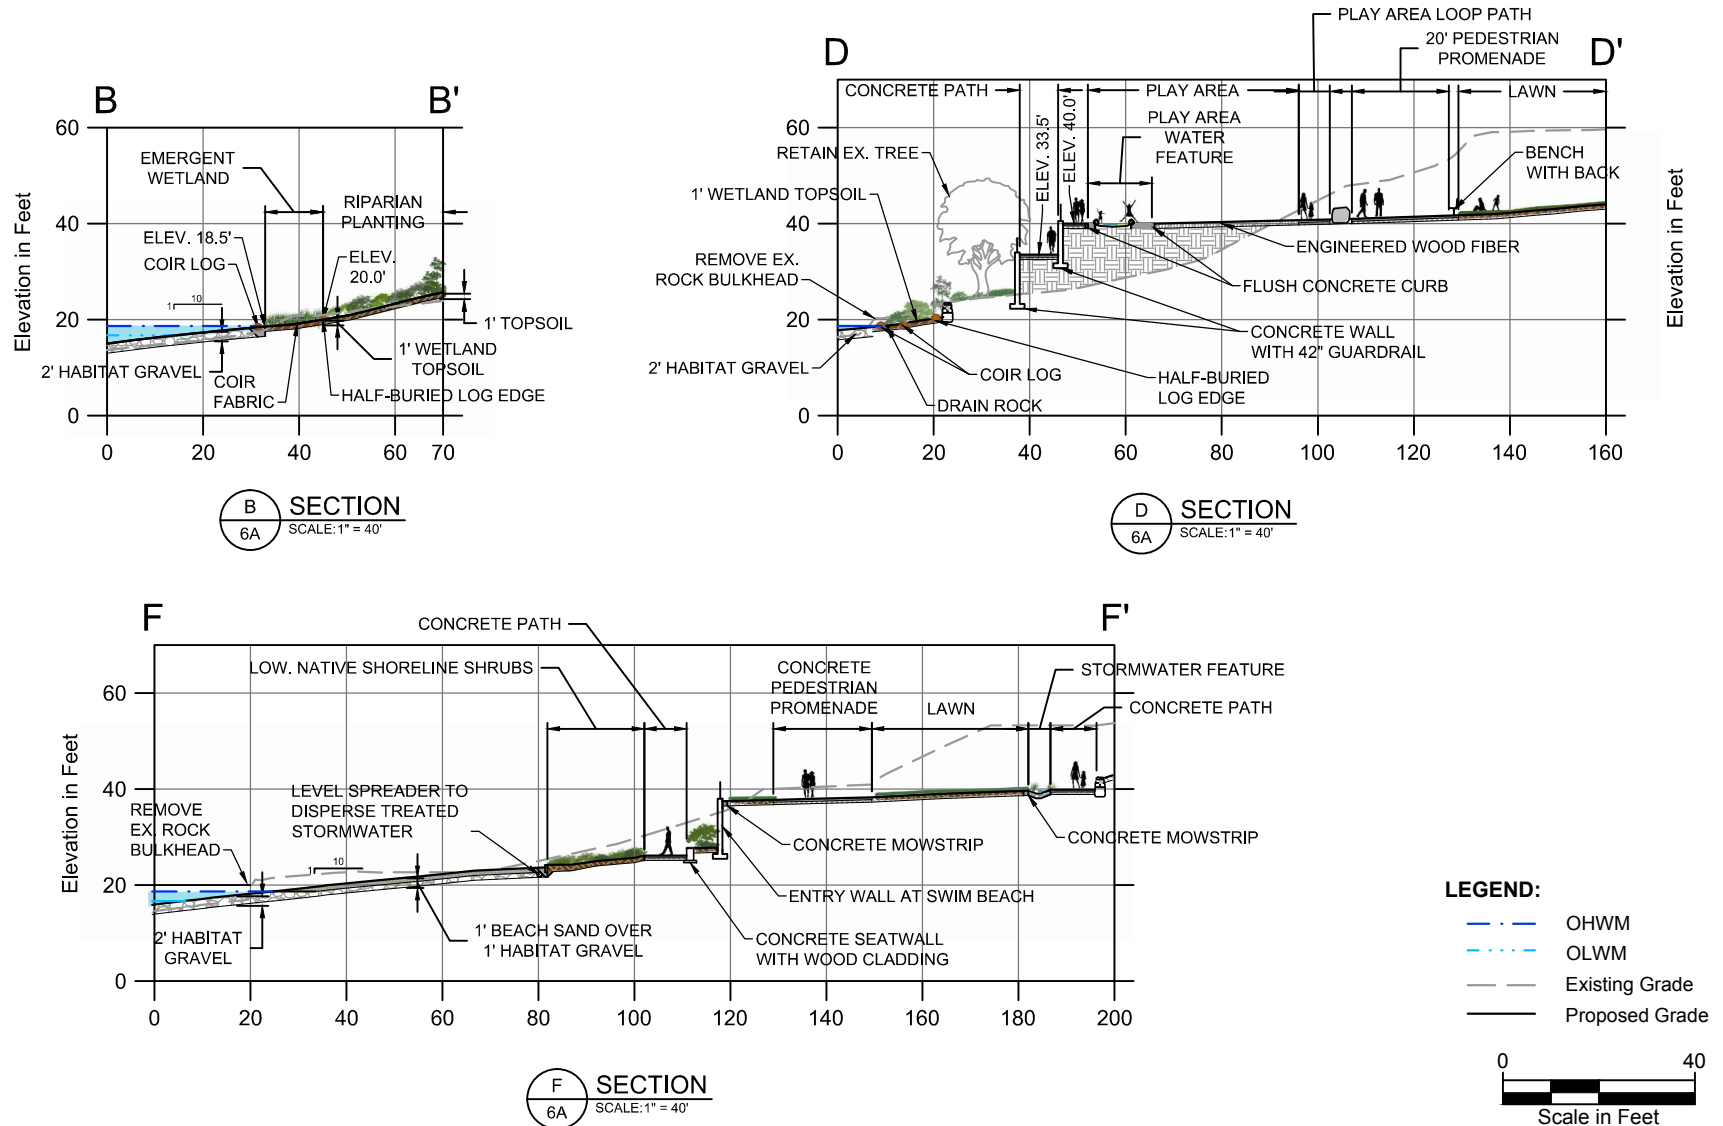 B
B'
60
40
20
0
Elevation in Feet
EMERGENT
WETLAND
RIPARIAN
PLANTING
ELEV. 18.5'
COIR LOG
ELEV.
20.0'
1
10
1' TOPSOIL
1' WETLAND
TOPSOIL
2' HABITAT GRAVEL
COIR
FABRIC
HALF-BURIED LOG EDGE
0
20
40
60
70
B
6A
SECTION
SCALE:1" = 40'
D
D'
PLAY AREA LOOP PATH
20' PEDESTRIAN
PROMENADE
CONCRETE PATH
PLAY AREA
LAWN
ELEV. 33.5'
ELEV. 40.0'
PLAY AREA
WATER
FEATURE
RETAIN EX. TREE
BENCH
WITH BACK
1' WETLAND TOPSOIL
REMOVE EX.
ROCK BULKHEAD
ENGINEERED WOOD FIBER
FLUSH CONCRETE CURB
CONCRETE WALL
WITH 42" GUARDRAIL
2' HABITAT GRAVEL
COIR LOG
HALF-BURIED
LOG EDGE
DRAIN ROCK
60
40
20
0
60
40
20
0
Elevation in Feet
0
20
40
60
80
100
120
140
160
D
6A
SECTION
SCALE:1" = 40'
F
F'
CONCRETE PATH
LOW. NATIVE SHORELINE SHRUBS
CONCRETE
PEDESTRIAN
PROMENADE
LAWN
STORMWATER FEATURE
CONCRETE PATH
60
40
20
0
Elevation in Feet
REMOVE
EX. ROCK
BULKHEAD
LEVEL SPREADER TO
DISPERSE TREATED
STORMWATER
1
10
CONCRETE MOWSTRIP
CONCRETE MOWSTRIP
ENTRY WALL AT SWIM BEACH
2' HABITAT
GRAVEL
1' BEACH SAND OVER
1' HABITAT GRAVEL
CONCRETE SEATWALL
WITH WOOD CLADDING
0
20
40
60
80
100
120
140
160
180
200
F
6A
SECTION
SCALE:1" = 40'
LEGEND:
OHWM
OLWM
Existing Grade
Proposed Grade
0
40
Scale in Feet